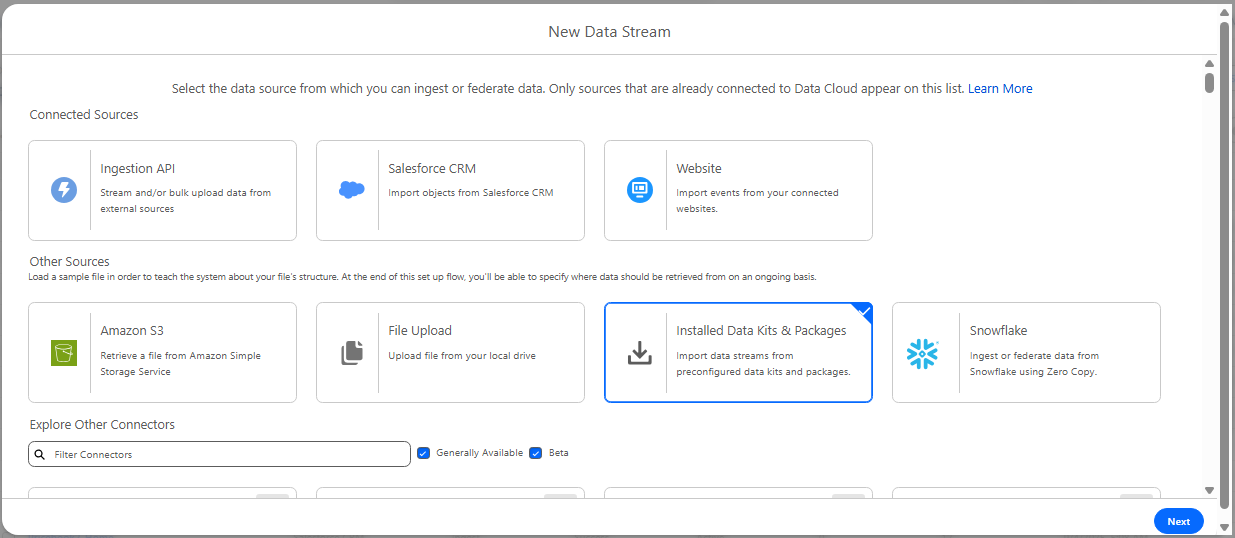 New Data Stream
Select the data source from which you can ingest or federate data. Only sources that are already connected to Data Cloud appear on this list. Learn More
Connected Sources
Ingestion API
Stream and/or bulk upload data from
external sources
Salesforce CRM
Import objects from Salesforce CRM
Website
Import events from your connected
websites.
Other Sources
Load a sample file in order to teach the system about your file's structure. At the end of this set up flow, you'll be able to specify where data should be retrieved from on an ongoing basis.
Amazon S3
Retrieve a file from Amazon Simple
Storage Service
File Upload
Upload file from your local drive
Installed Data Kits & Packages
Import data streams from
preconfigured data kits and packages.
Snowflake
Ingest or federate data from
Snowflake using Zero Copy.
Explore Other Connectors
Filter Connectors
Generally Available
Beta
Next